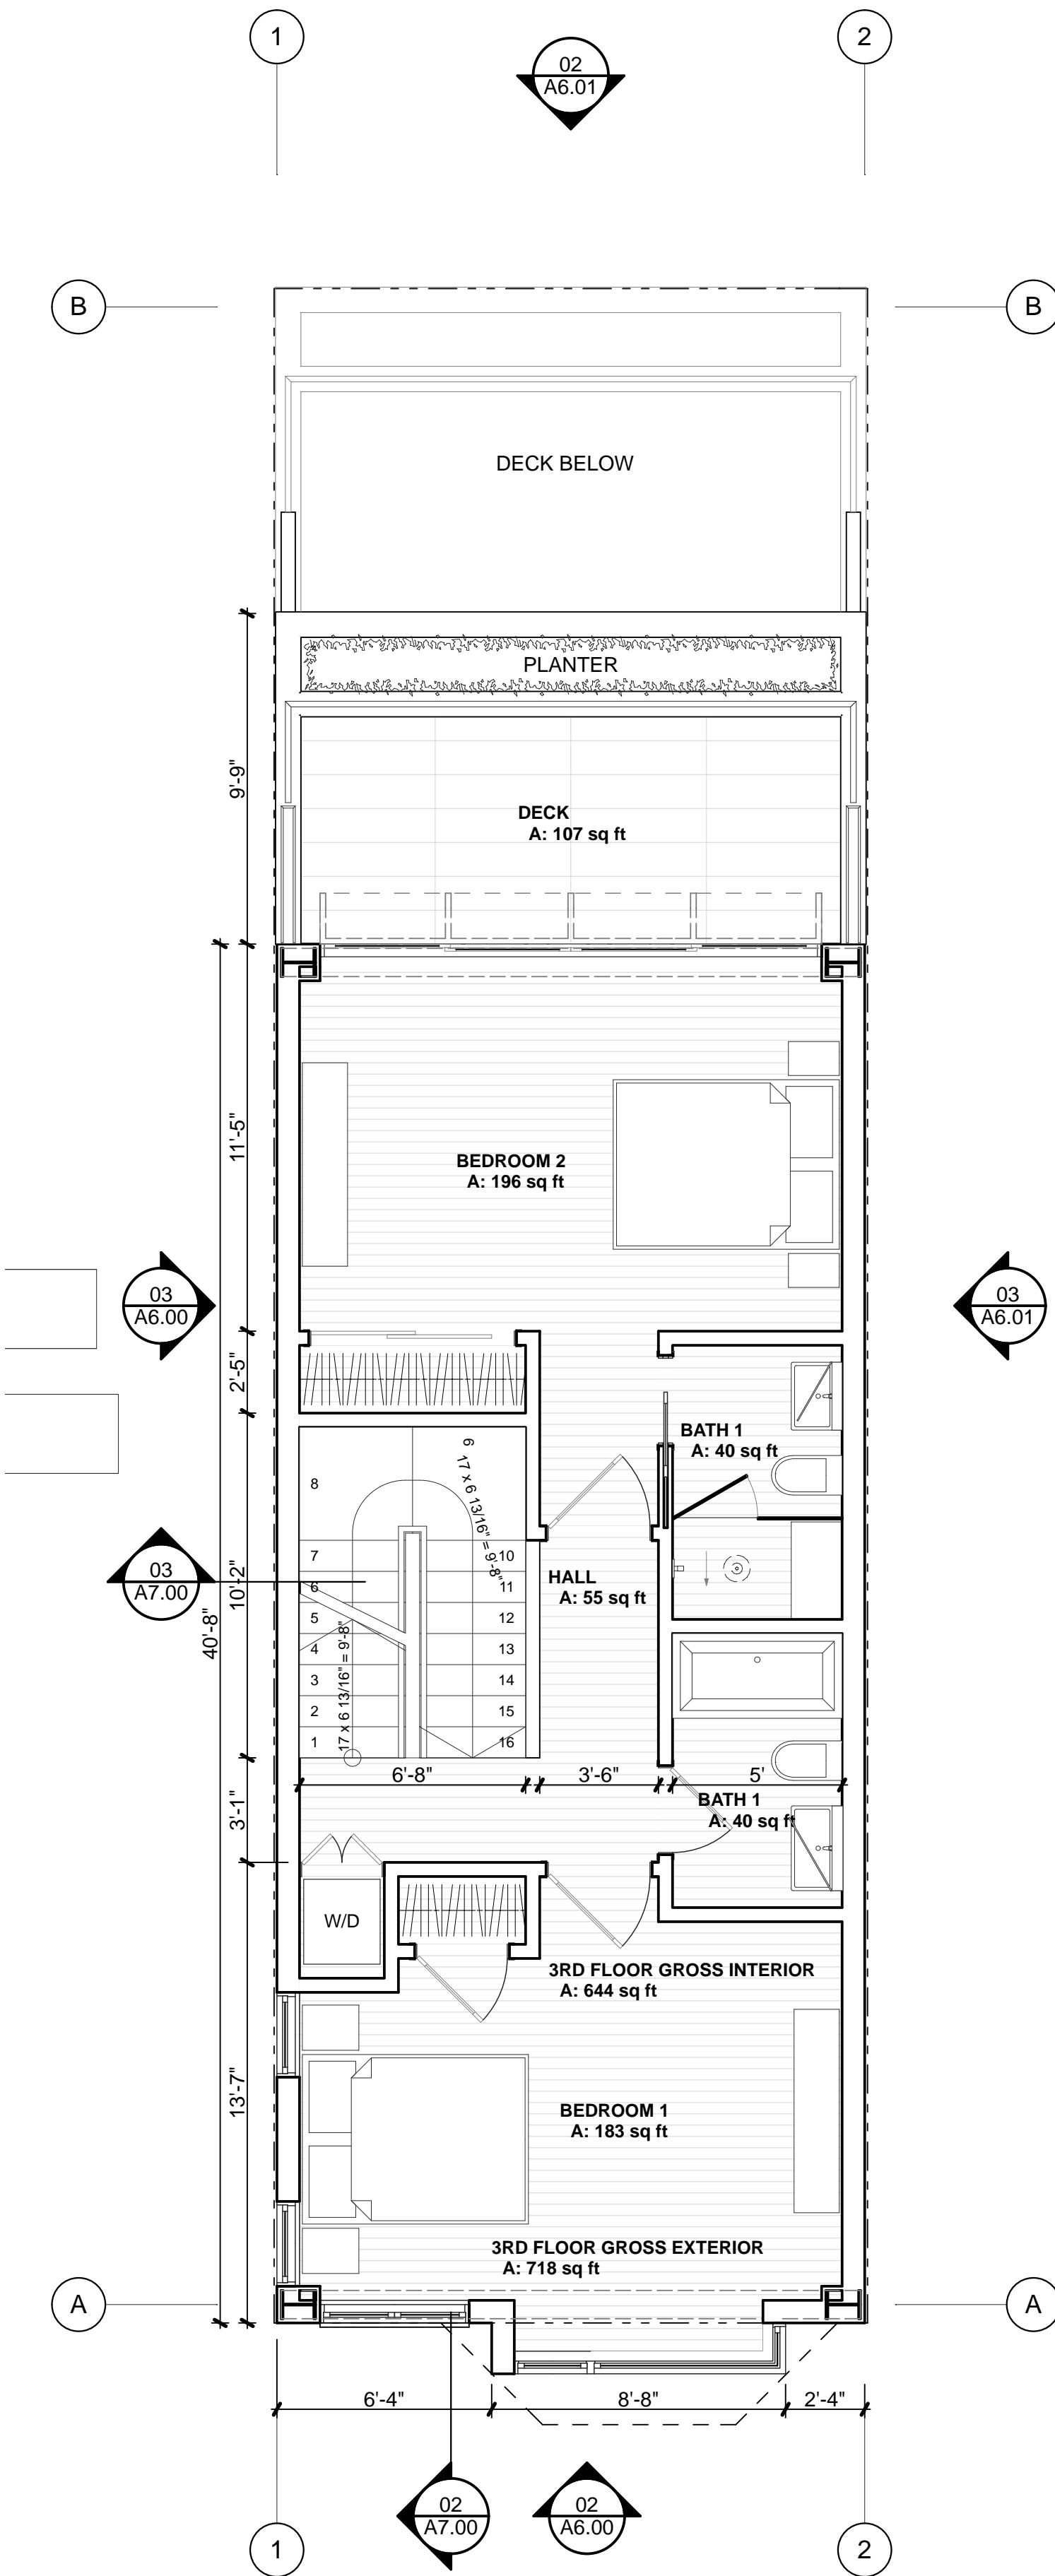 1
2
02
A6.01
B
B
DECK BELOW
PLANTER
9'-9"
DECK
A: 107 sq ft
11'-5"
BEDROOM 2
A: 196 sq ft
03
A6.00
03
A6.01
2'-5"
BATH 1
A: 40 sq ft
9
17 x 6 13/16" = 9'-8"
8
7
10
03
A7.00
10'-2"
HALL
A: 55 sq ft
6
11
5
12
40'-8"
4
13
3
14
2
15
1
16
17 x 6 13/16" = 9'-8"
6'-8"
3'-6"
5'
3'-1"
BATH 1
A: 40 sq ft
W/D
3RD FLOOR GROSS INTERIOR
A: 644 sq ft
13'-7"
BEDROOM 1
A: 183 sq ft
3RD FLOOR GROSS EXTERIOR
A: 718 sq ft
A
A
6'-4"
8'-8"
2'-4"
02
A7.00
02
A6.00
1
2